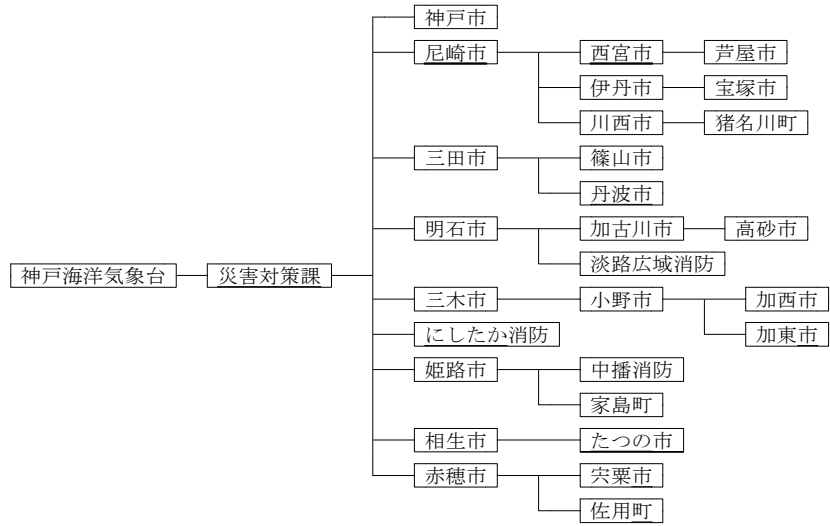 神戸市
尼崎市 西宮市 芦屋市
伊丹市 宝塚市
川西市 猪名川町
三田市 篠山市
丹波市
明石市 加古川市 高砂市
淡路広域消防
神戸海洋気象台 災害対策課
三木市 小野市 加西市
にしたか消防 加東市
姫路市 中播消防
家島町
相生市 たつの市
赤穂市 宍粟市
佐用町